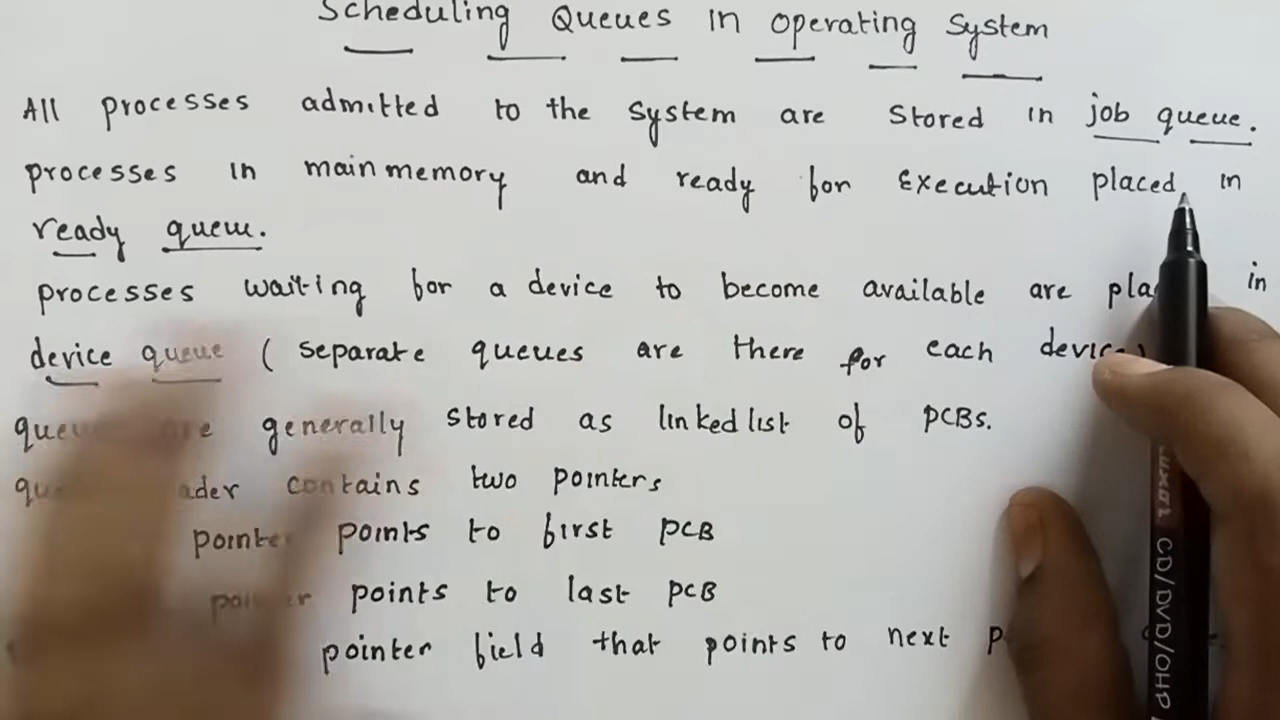 Scheduling Queues in operating System
All processes admitted to the System are Stored in job queue.
processes in mainmemory and ready for Execution placed in
ready queue.
processes waiting for a device to become available are in
device queue ( separate queues are there for each
generally stored as linkedlist of PCBs.
contains two pointers
points to first PCB
points to last PCB
pointer field that points to next
CD/DVD/OHP